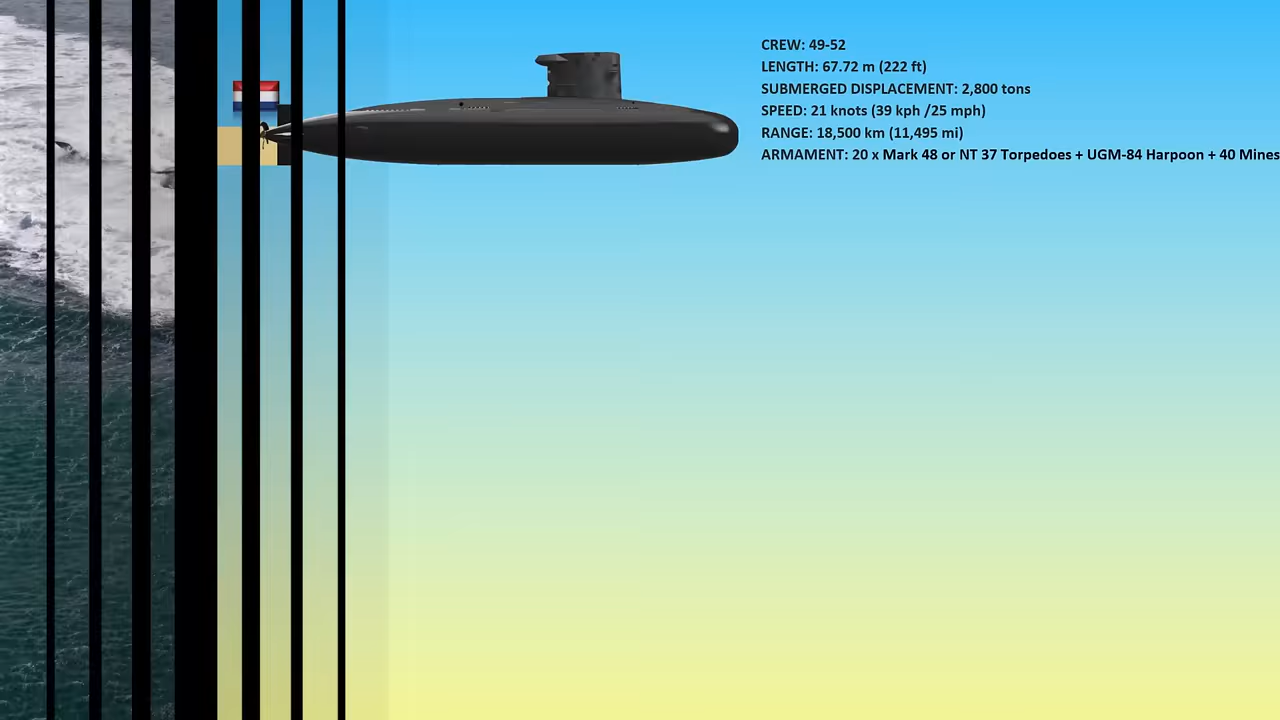 CREW: 49-52
LENGTH: 67.72 m (222 ft)
SUBMERGED DISPLACEMENT: 2,800 tons
SPEED: 21 knots (39 kph /25 mph)
RANGE: 18,500 km (11,495 mi)
ARMAMENT: 20 x Mark 48 or NT 37 Torpedoes + UGM-84 Harpoon + 40 Mines